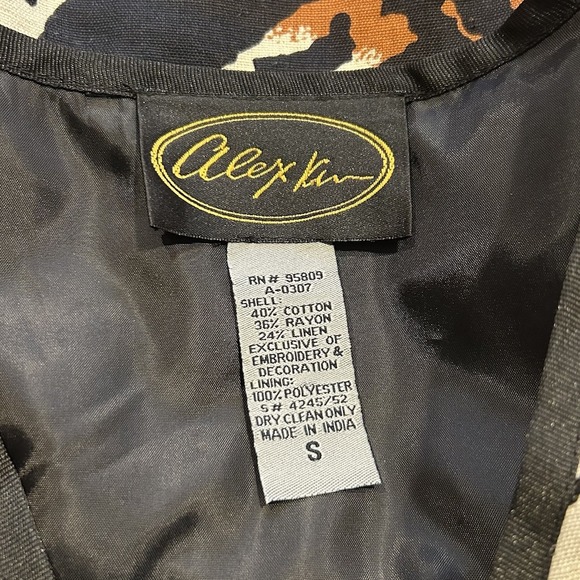 alex Kim
RN# 95809
A-0307
SHELL:
40% COTTON
36% RAYON
24% LINEN
EXCLUSIVE OF
EMBROIDERY &
DECORATION
LINING:
100% POLYESTER
S# 4245/52
DRY CLEAN ONLY
MADE IN INDIA
S